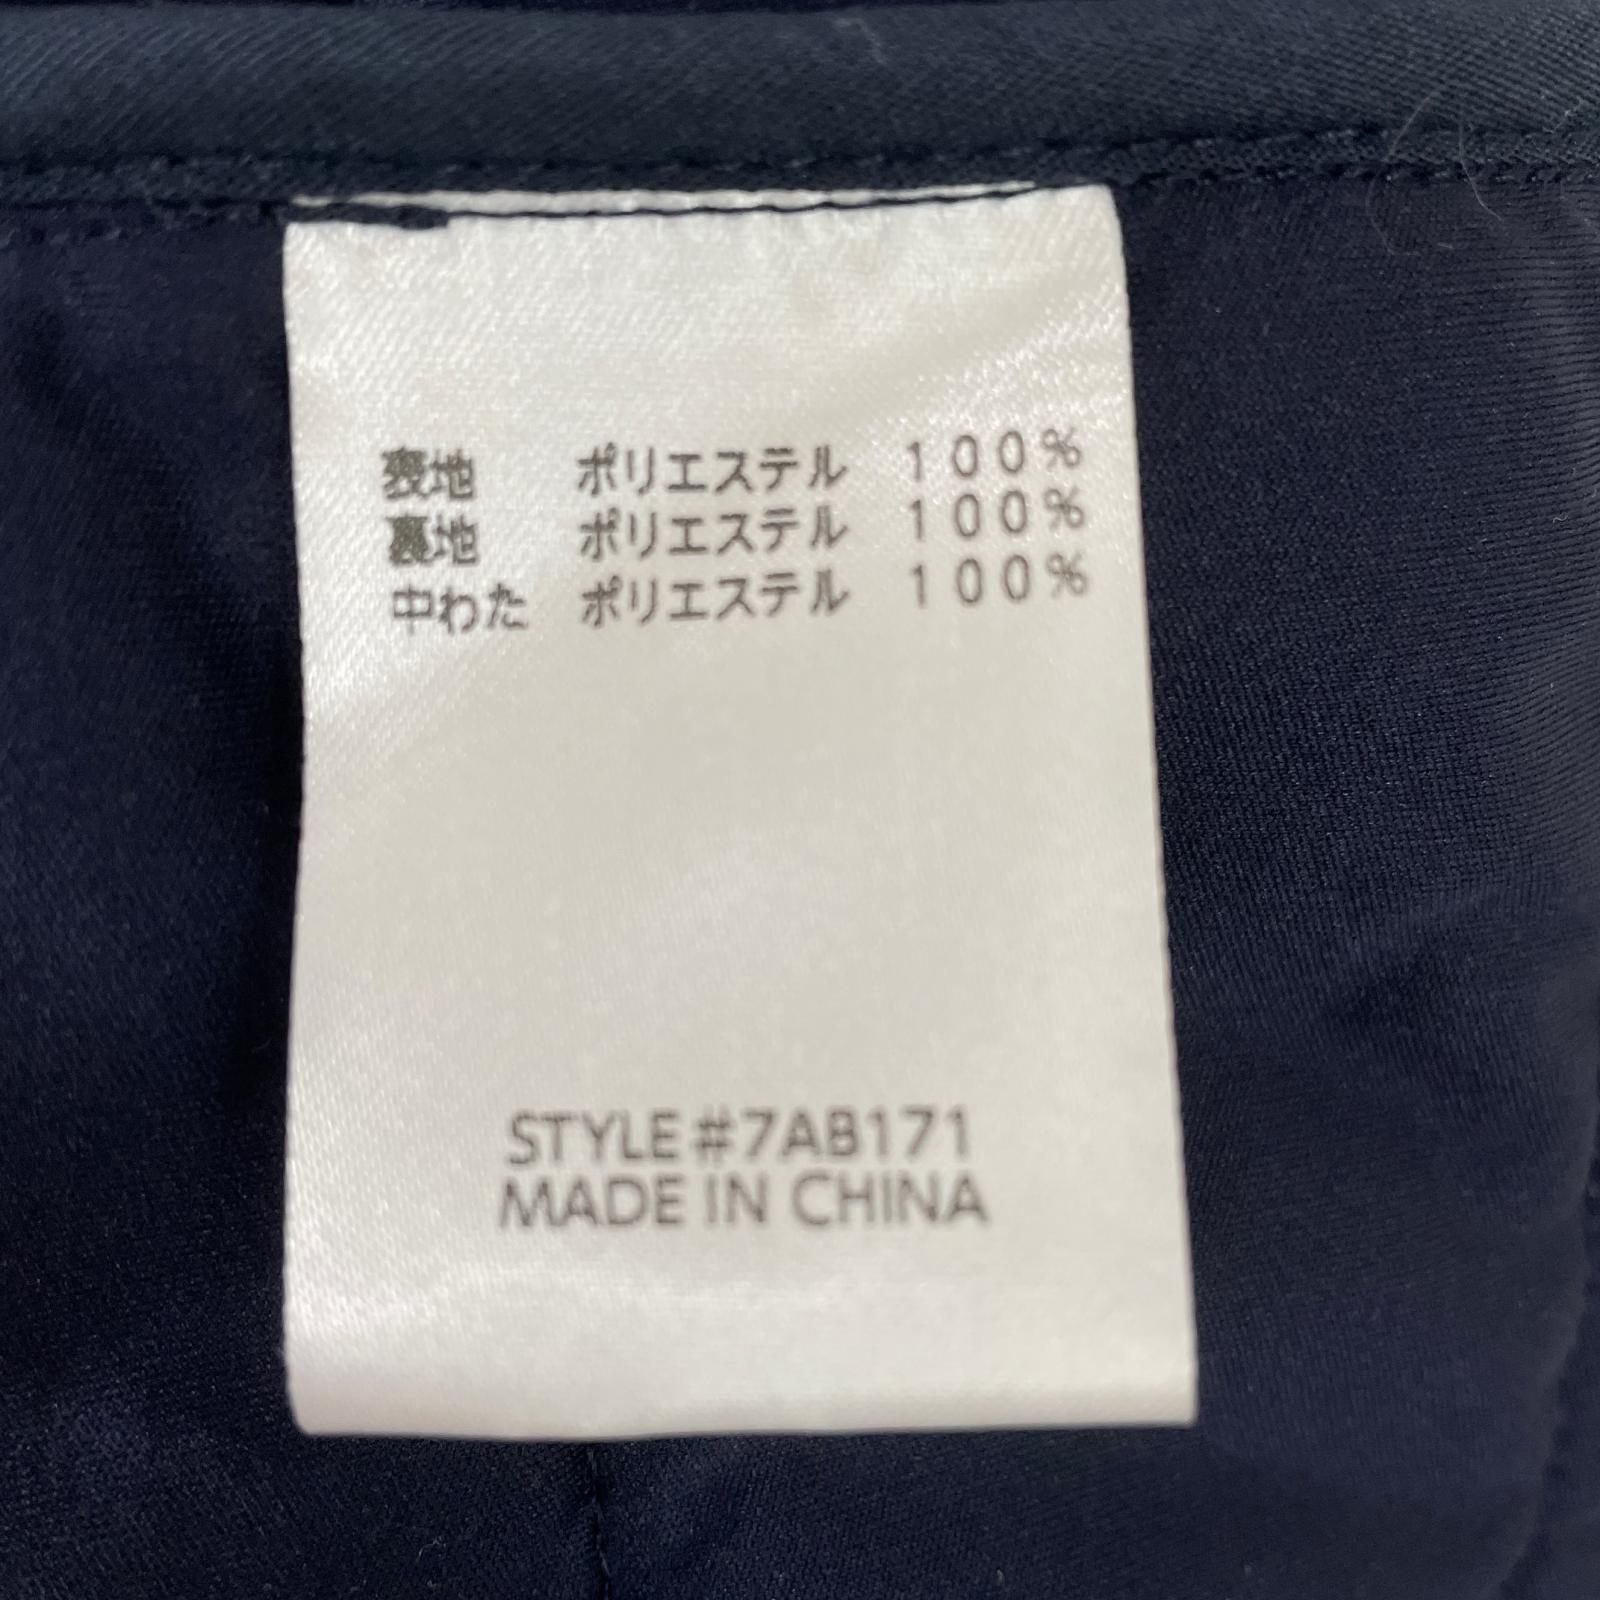 表地 ポリエステル 100%
裏地 ポリエステル 100%
中わた ポリエステル 100%
STYLE#7AB171
MADE IN CHINA